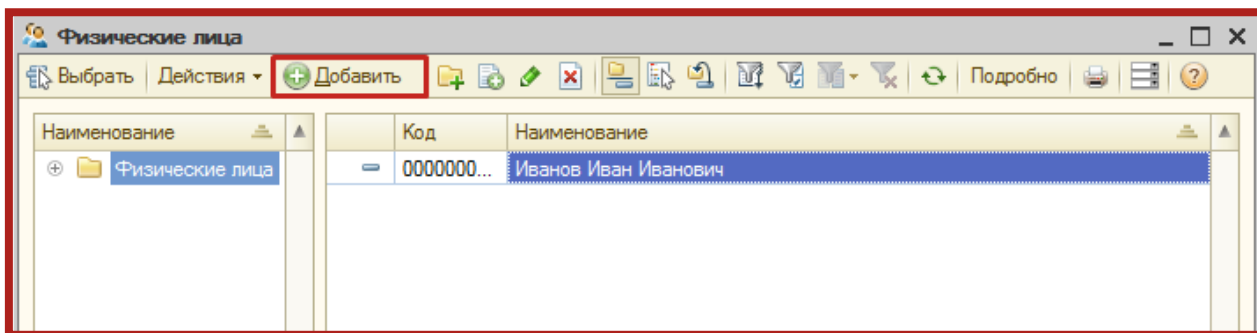 Физические лица
Выбрать Действия Добавить Подробно
Наименование Код Наименование
Физические лица 0000000... Иванов Иван Иванович